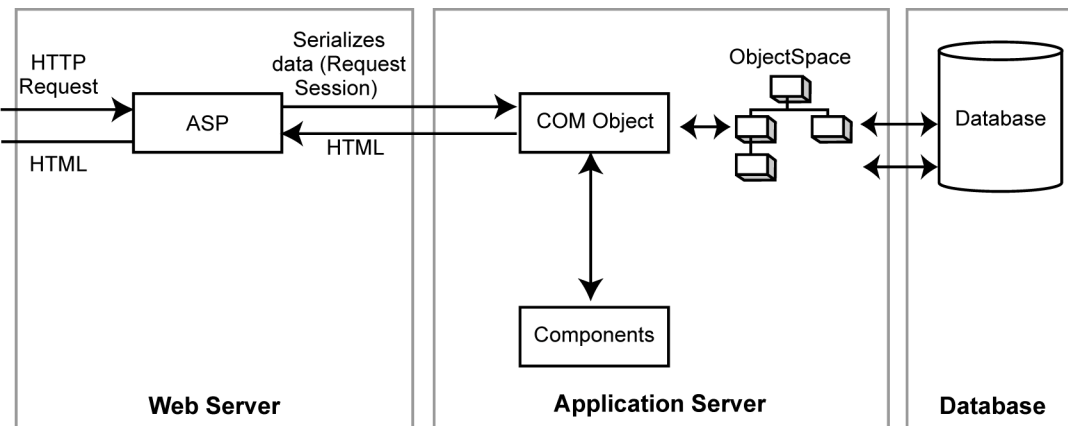 HTTP
Request
HTML
ASP
Serializes
data (Request
Session)
HTML
COM Object
ObjectSpace
Components
Database
Web Server
Application Server
Database